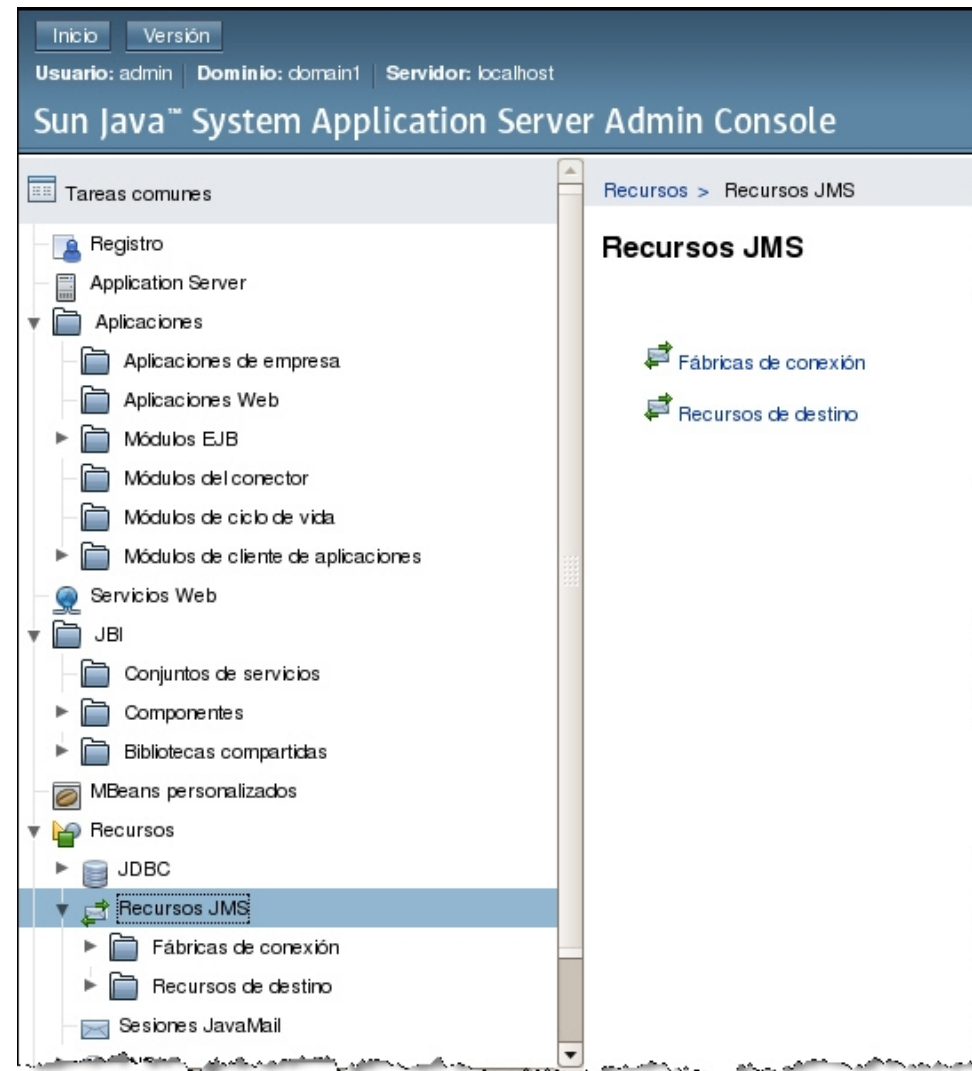 Inicio Versión
Usuario: admin Dominio: domain1 Servidor: localhost
Sun Java™ System Application Server Admin Console
Tareas comunes
Registro
Application Server
Aplicaciones
Aplicaciones de empresa
Aplicaciones Web
Módulos EJB
Módulos del conector
Módulos de ciclo de vida
Módulos de cliente de aplicaciones
Servicios Web
JBI
Conjuntos de servicios
Componentes
Bibliotecas compartidas
MBeans personalizados
Recursos
JDBC
Recursos JMS
Fábricas de conexión
Recursos de destino
Sesiones JavaMail
Recursos > Recursos JMS
Recursos JMS
Fábricas de conexión
Recursos de destino